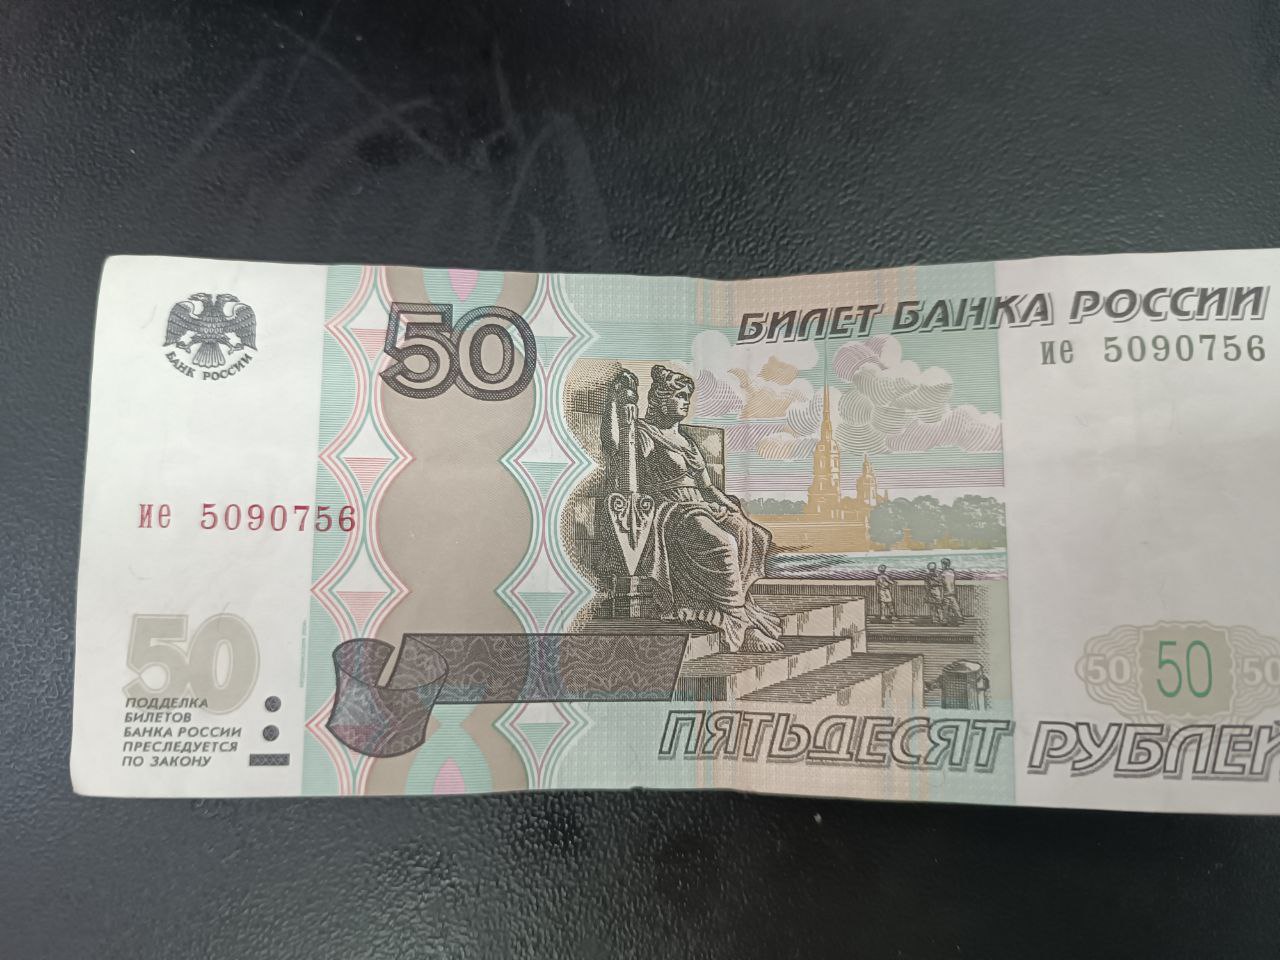 БАНК РОССИИ
50
БИЛЕТ БАНКА РОССИИ
ие 5090756
ие 5090756
50
ПОДДЕЛКА
БИЛЕТОВ
БАНКА РОССИИ
ПРЕСЛЕДУЕТСЯ
ПО ЗАКОНУ
50 50 50
ПЯТЬДЕСЯТ РУБЛЕЙ